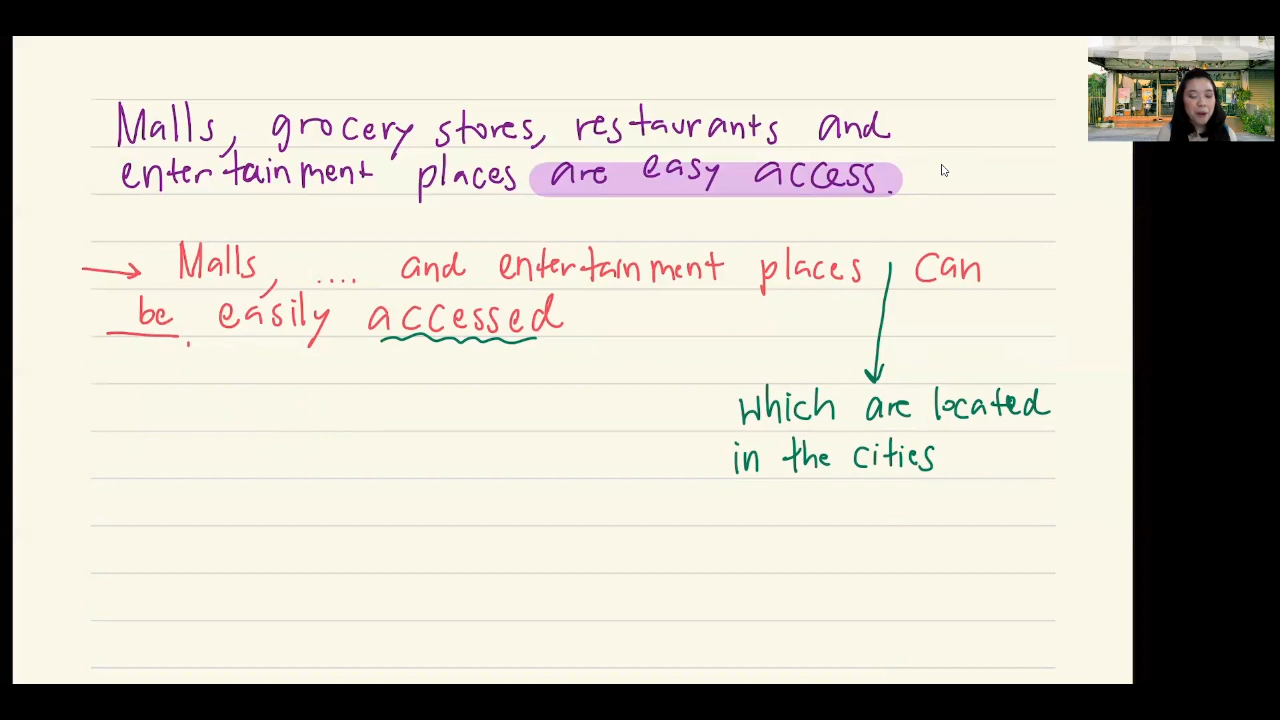 Malls, grocery stores, restaurants and
entertainment places are easy access.
→ Malls, .... and entertainment places can
be easily accessed
which are located
in the cities